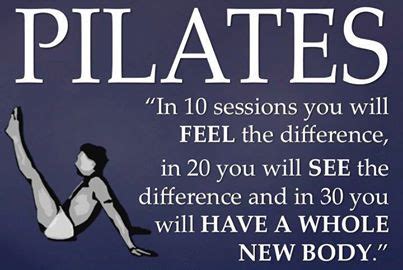 PILATES
“In 10 sessions you will
FEEL the difference,
in 20 you will SEE the
difference and in 30 you
will HAVE A WHOLE
NEW BODY.”